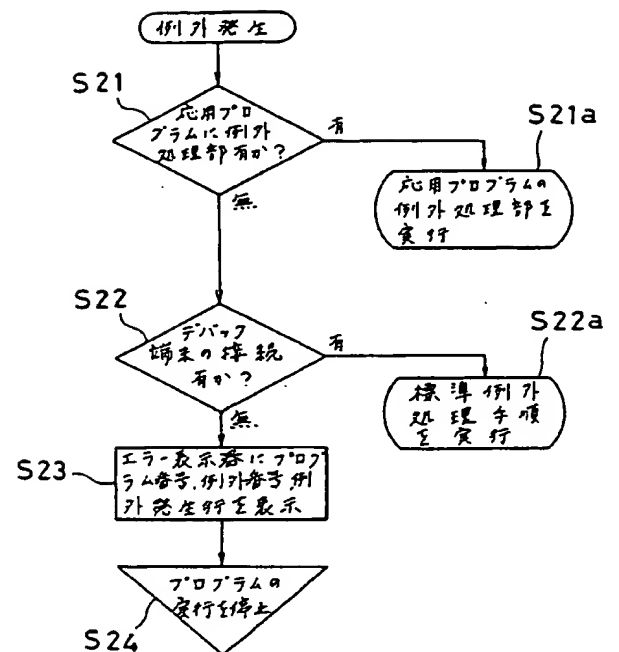 例外発生
S21
応用プロ
グラムに例外
処理部有か?
有
S21a
応用プログラムの
例外処理部を
実行
無
S22
デバック
端末の接続
有か?
有
S22a
標準例外
処理手順
を実行
無
S23
エラー表示器にプログ
ラム番号,例外番号,例
外発生行を表示
プログラムの
実行を停止
S24